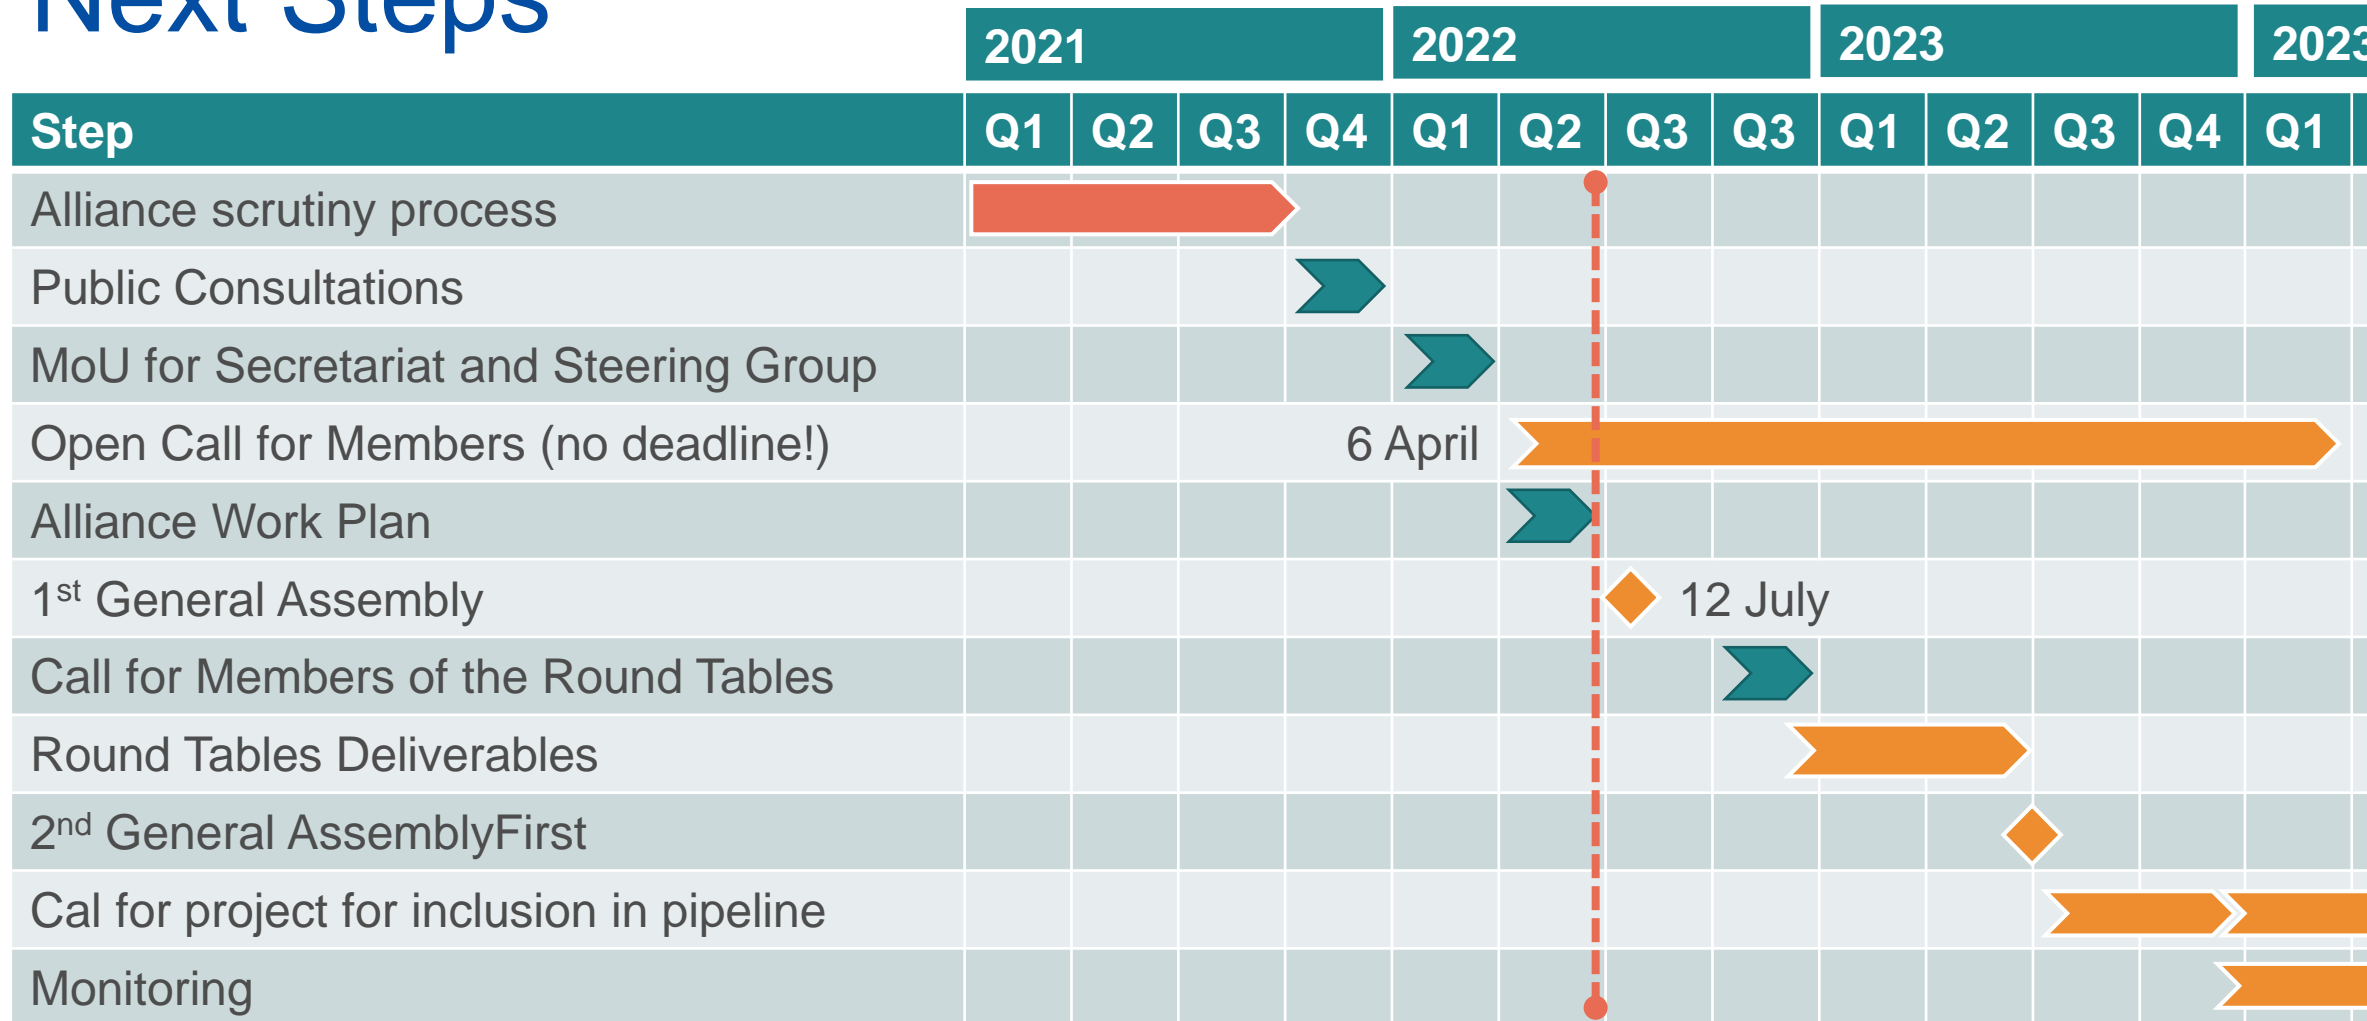 Next Steps
2021 2022 2023 2023
Step Q1 Q2 Q3 Q4 Q1 Q2 Q3 Q3 Q1 Q2 Q3 Q4 Q1
Alliance scrutiny process
Public Consultations
MoU for Secretariat and Steering Group
Open Call for Members (no deadline!) 6 April
Alliance Work Plan
1st General Assembly 12 July
Call for Members of the Round Tables
Round Tables Deliverables
2nd General AssemblyFirst
Cal for project for inclusion in pipeline
Monitoring